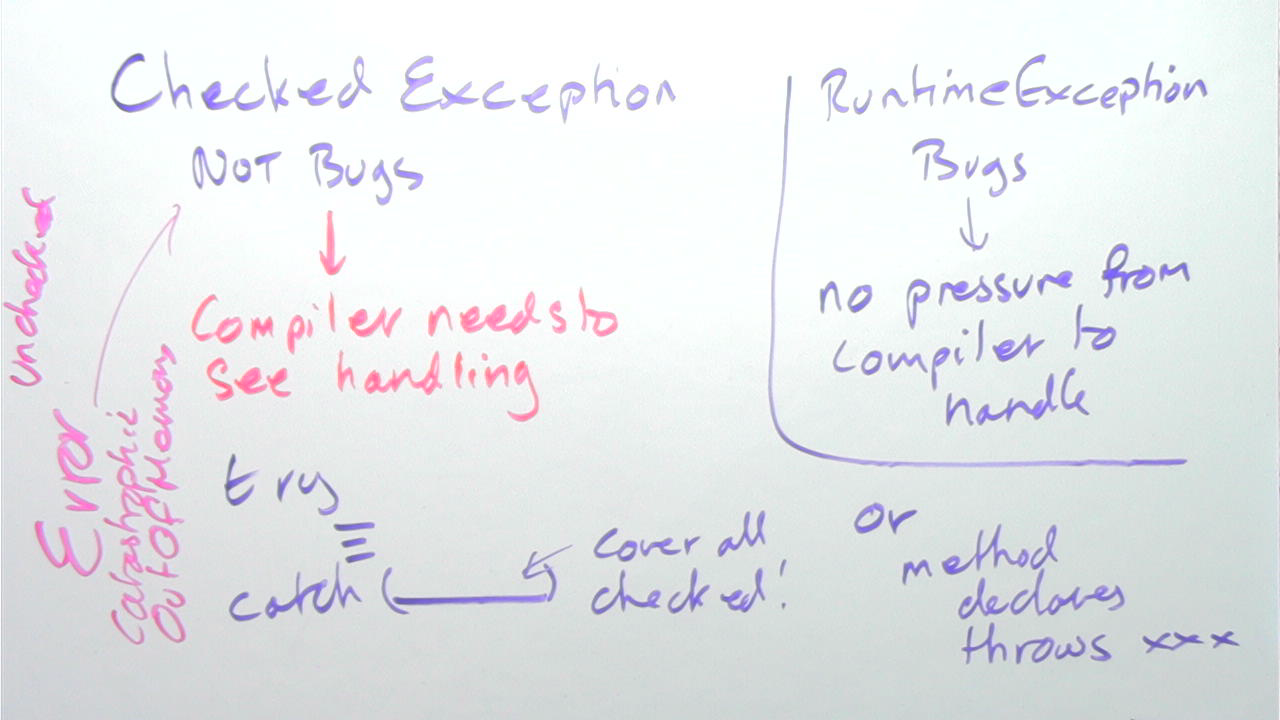 Checked Exception
NOT Bugs
Compiler needs to
see handling
try
catch ( )
cover all
checked!
RuntimeException
Bugs
no pressure from
compiler to
handle
or
method
declares
throws xxx
Error
unchecked
Catastrophic
OutOfMemory